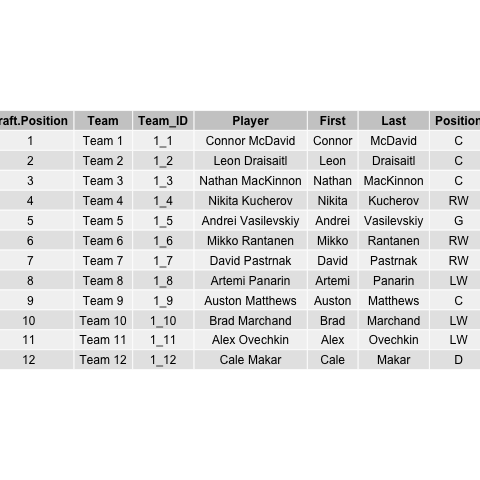 raft.Position Team Team_ID Player First Last Position
1 Team 1 1_1 Connor McDavid Connor McDavid C
2 Team 2 1_2 Leon Draisaitl Leon Draisaitl C
3 Team 3 1_3 Nathan MacKinnon Nathan MacKinnon C
4 Team 4 1_4 Nikita Kucherov Nikita Kucherov RW
5 Team 5 1_5 Andrei Vasilevskiy Andrei Vasilevskiy G
6 Team 6 1_6 Mikko Rantanen Mikko Rantanen RW
7 Team 7 1_7 David Pastrnak David Pastrnak RW
8 Team 8 1_8 Artemi Panarin Artemi Panarin LW
9 Team 9 1_9 Auston Matthews Auston Matthews C
10 Team 10 1_10 Brad Marchand Brad Marchand LW
11 Team 11 1_11 Alex Ovechkin Alex Ovechkin LW
12 Team 12 1_12 Cale Makar Cale Makar D